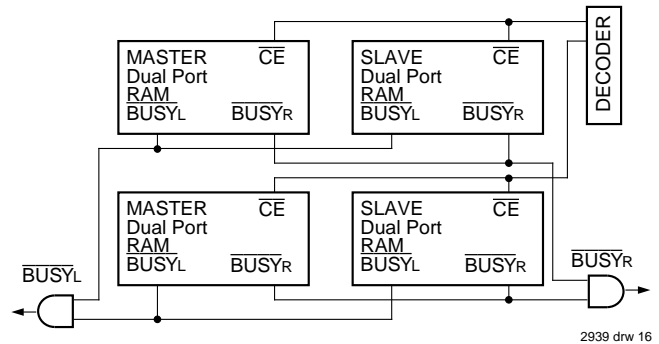 MASTER CE
Dual Port
RAM
BUSYL BUSYR
SLAVE CE
Dual Port
RAM
BUSYL BUSYR
DECODER
MASTER CE
Dual Port
RAM
BUSYL BUSYR
SLAVE CE
Dual Port
RAM
BUSYL BUSYR
BUSYL
BUSYR
2939 drw 16